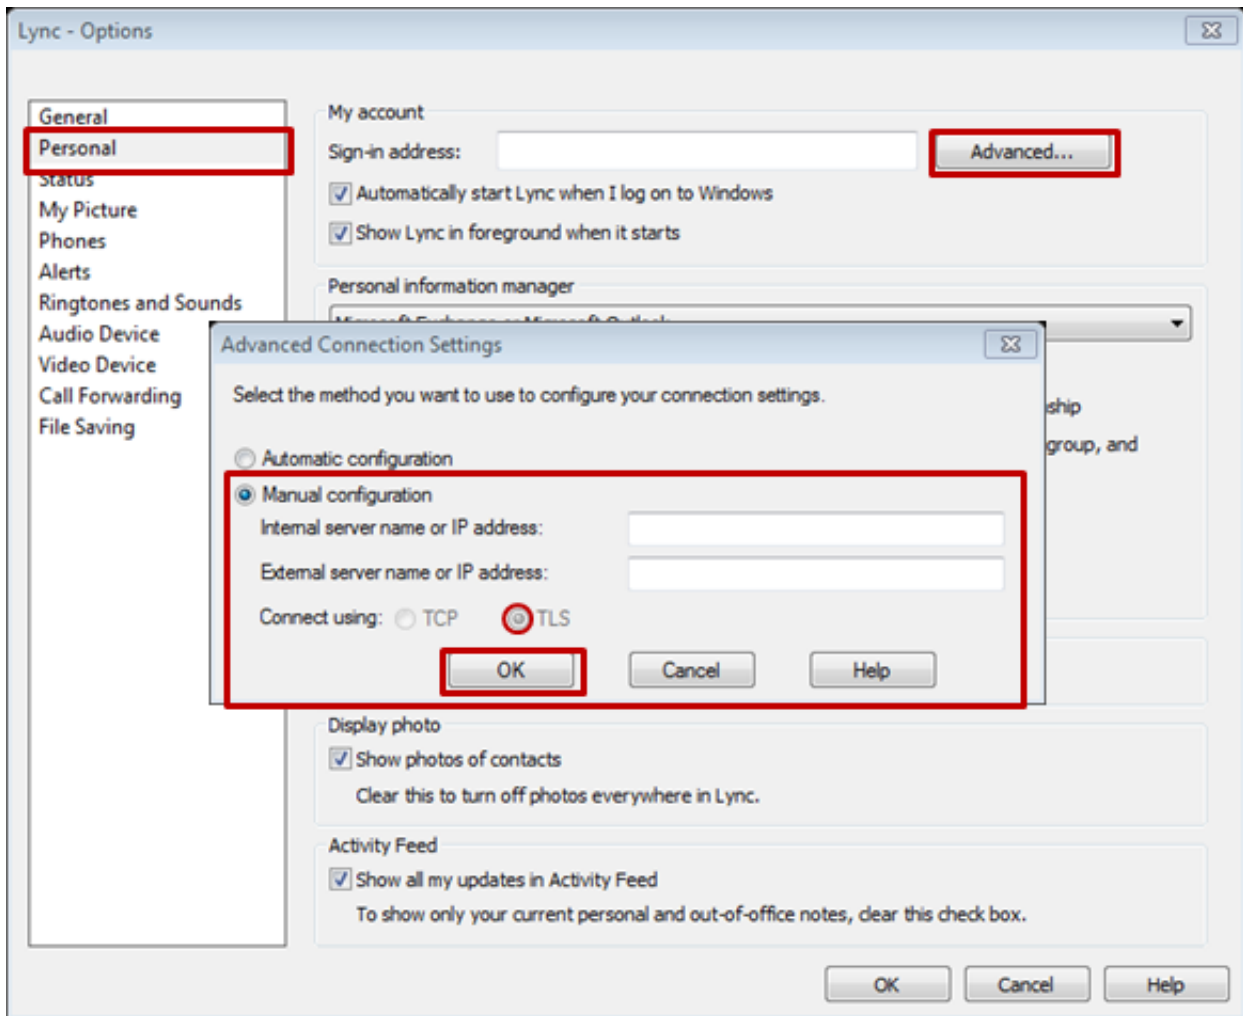 Lync - Options
General
Personal
Status
My Picture
Phones
Alerts
Ringtones and Sounds
Audio Device
Video Device
Call Forwarding
File Saving
My account
Sign-in address:
Advanced...
Automatically start Lync when I log on to Windows
Show Lync in foreground when it starts
Personal information manager
Microsoft Exchange or Microsoft Outlook
ship
group, and
Advanced Connection Settings
Select the method you want to use to configure your connection settings.
Automatic configuration
Manual configuration
Internal server name or IP address:
External server name or IP address:
Connect using: TCP TLS
OK Cancel Help
Display photo
Show photos of contacts
Clear this to turn off photos everywhere in Lync.
Activity Feed
Show all my updates in Activity Feed
To show only your current personal and out-of-office notes, clear this check box.
OK Cancel Help